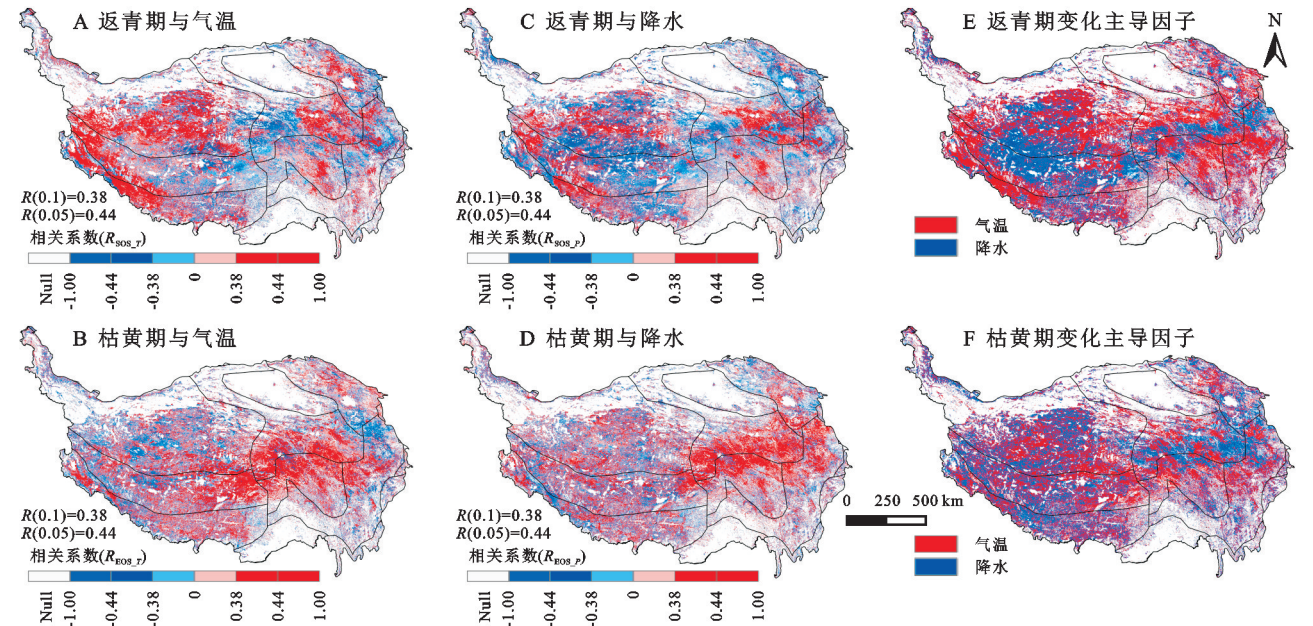 A 返青期与气温
C 返青期与降水
E 返青期变化主导因子
N
R(0.1)=0.38
R(0.05)=0.44
相关系数(R_SOS_T)
Null
-1.00
-0.44
-0.38
0
0.38
0.44
1.00
R(0.1)=0.38
R(0.05)=0.44
相关系数(R_SOS_P)
Null
-1.00
-0.44
-0.38
0
0.38
0.44
1.00
气温
降水
B 枯黄期与气温
D 枯黄期与降水
F 枯黄期变化主导因子
R(0.1)=0.38
R(0.05)=0.44
相关系数(R_EOS_T)
Null
-1.00
-0.44
-0.38
0
0.38
0.44
1.00
R(0.1)=0.38
R(0.05)=0.44
相关系数(R_EOS_P)
Null
-1.00
-0.44
-0.38
0
0.38
0.44
1.00
0 250 500 km
气温
降水